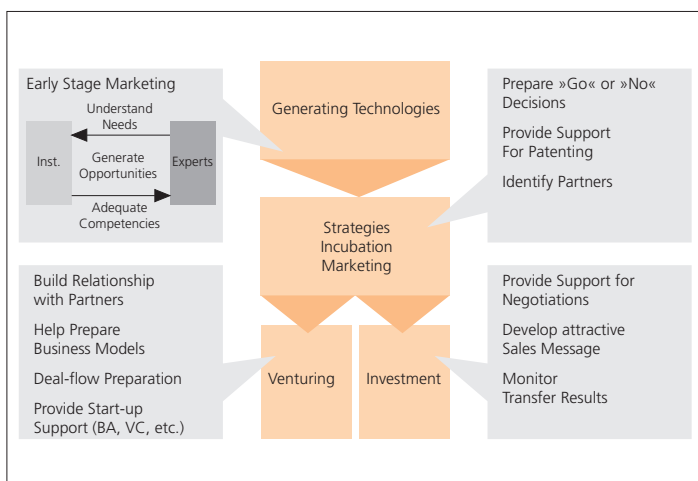 Early Stage Marketing
Understand
Needs
Inst.
Generate
Opportunities
Experts
Adequate
Competencies
Generating Technologies
Prepare »Go« or »No«
Decisions
Provide Support
For Patenting
Identify Partners
Strategies
Incubation
Marketing
Build Relationship
with Partners
Help Prepare
Business Models
Deal-flow Preparation
Provide Start-up
Support (BA, VC, etc.)
Venturing
Investment
Provide Support for
Negotiations
Develop attractive
Sales Message
Monitor
Transfer Results